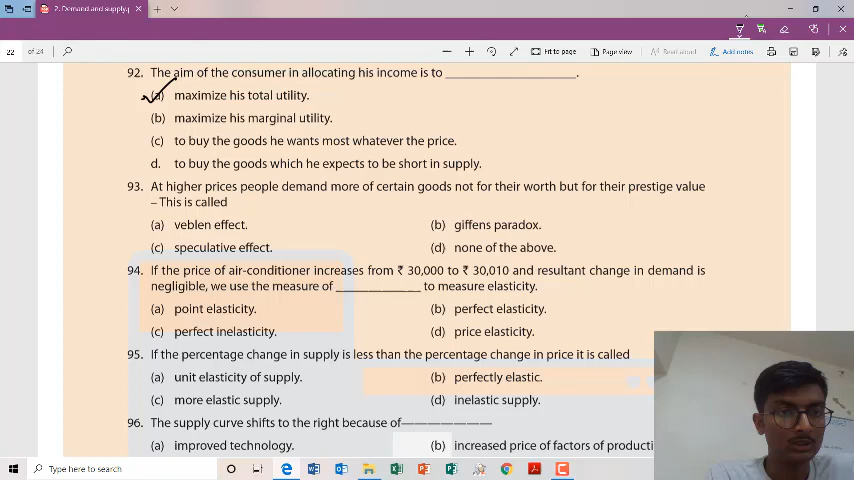 2. Demand and supply.p
22 of 24
Fit to page
Read aloud
Add notes
92. The aim of the consumer in allocating his income is to ____________________.
(a) maximize his total utility.
(b) maximize his marginal utility.
(c) to buy the goods he wants most whatever the price.
d. to buy the goods which he expects to be short in supply.
93. At higher prices people demand more of certain goods not for their worth but for their prestige value
– This is called
(a) veblen effect. (b) giffens paradox.
(c) speculative effect. (d) none of the above.
94. If the price of air-conditioner increases from ₹ 30,000 to ₹ 30,010 and resultant change in demand is
negligible, we use the measure of _____________ to measure elasticity.
(a) point elasticity. (b) perfect elasticity.
(c) perfect inelasticity. (d) price elasticity.
95. If the percentage change in supply is less than the percentage change in price it is called
(a) unit elasticity of supply. (b) perfectly elastic.
(c) more elastic supply. (d) inelastic supply.
96. The supply curve shifts to the right because of——————
(a) improved technology. (b) increased price of factors of producti
Type here to search